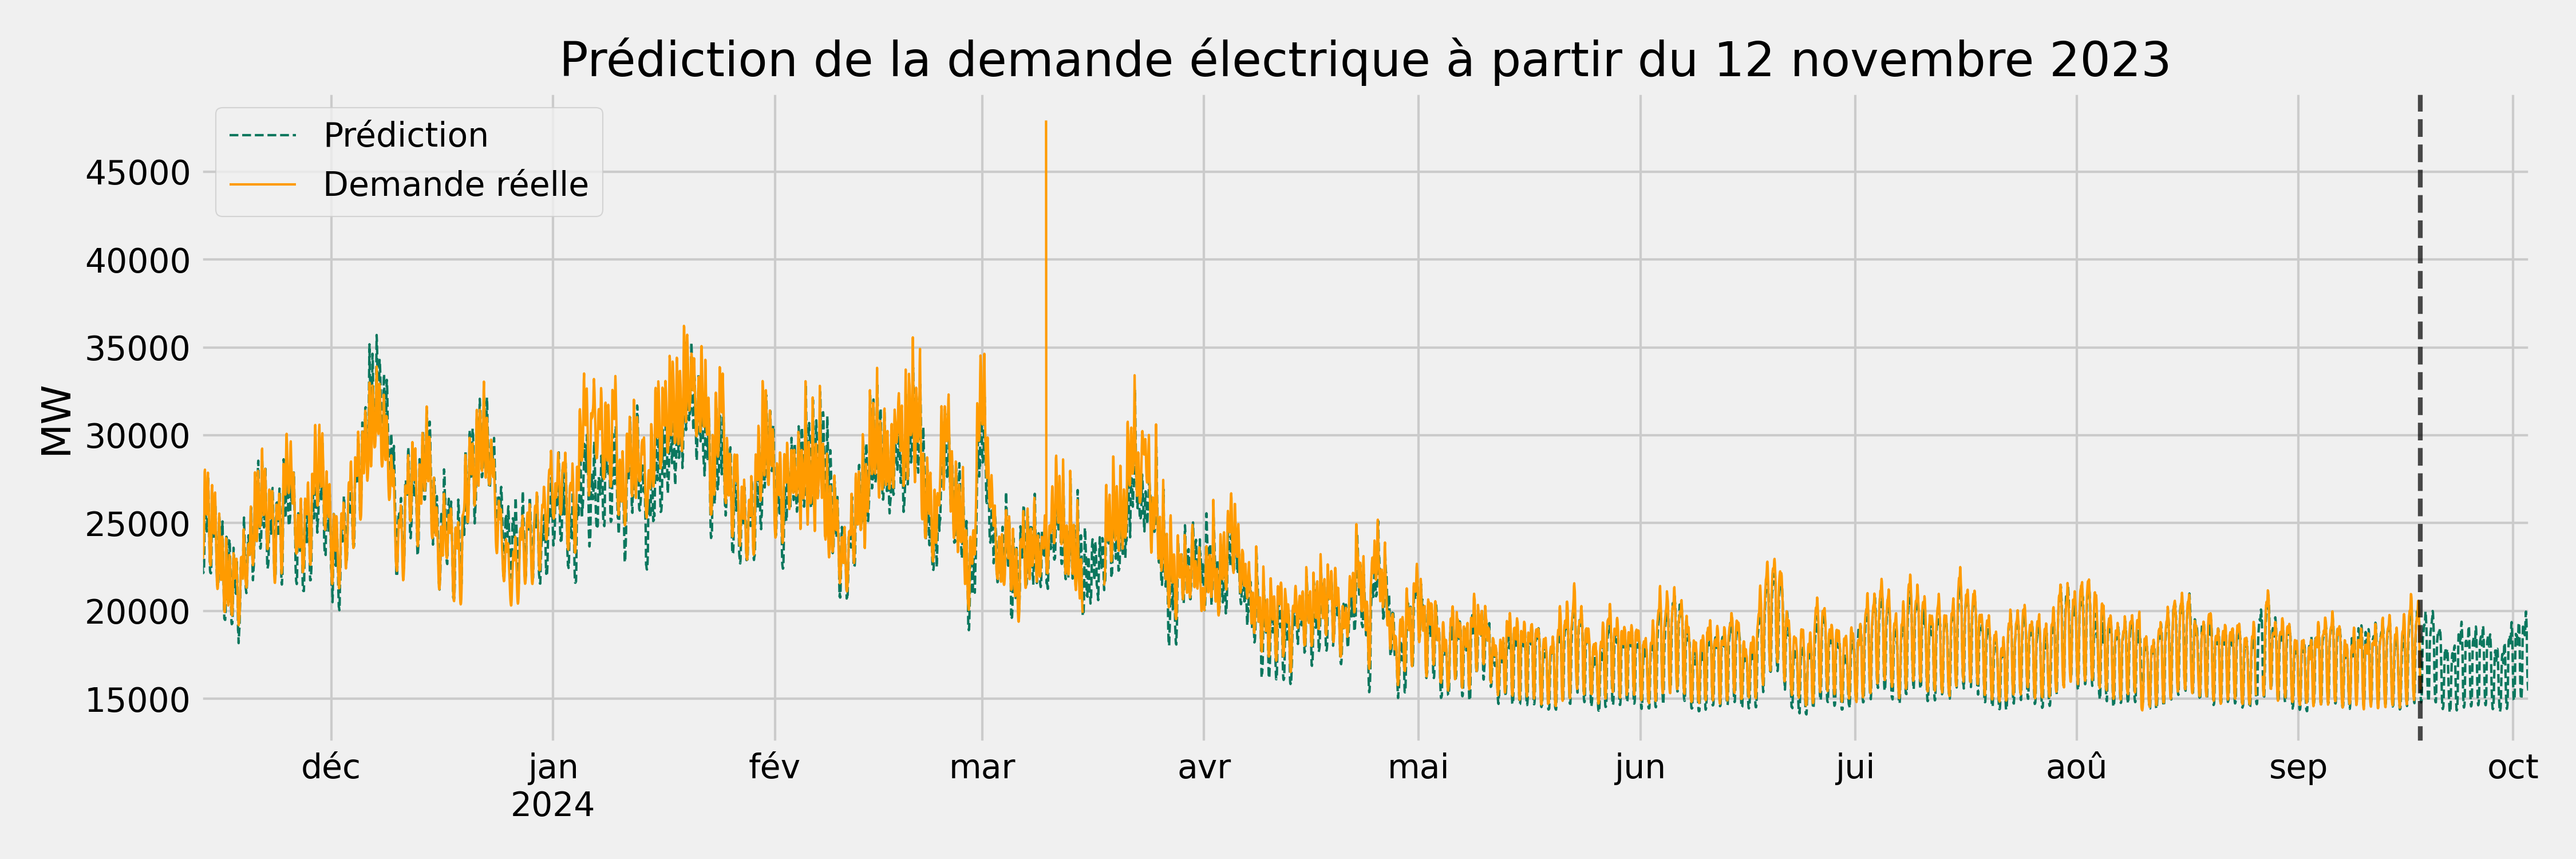 Prédiction de la demande électrique à partir du 12 novembre 2023
Prédiction
Demande réelle
MW
45000
40000
35000
30000
25000
20000
15000
déc
jan
2024
fév
mar
avr
mai
jun
jui
aoû
sep
oct